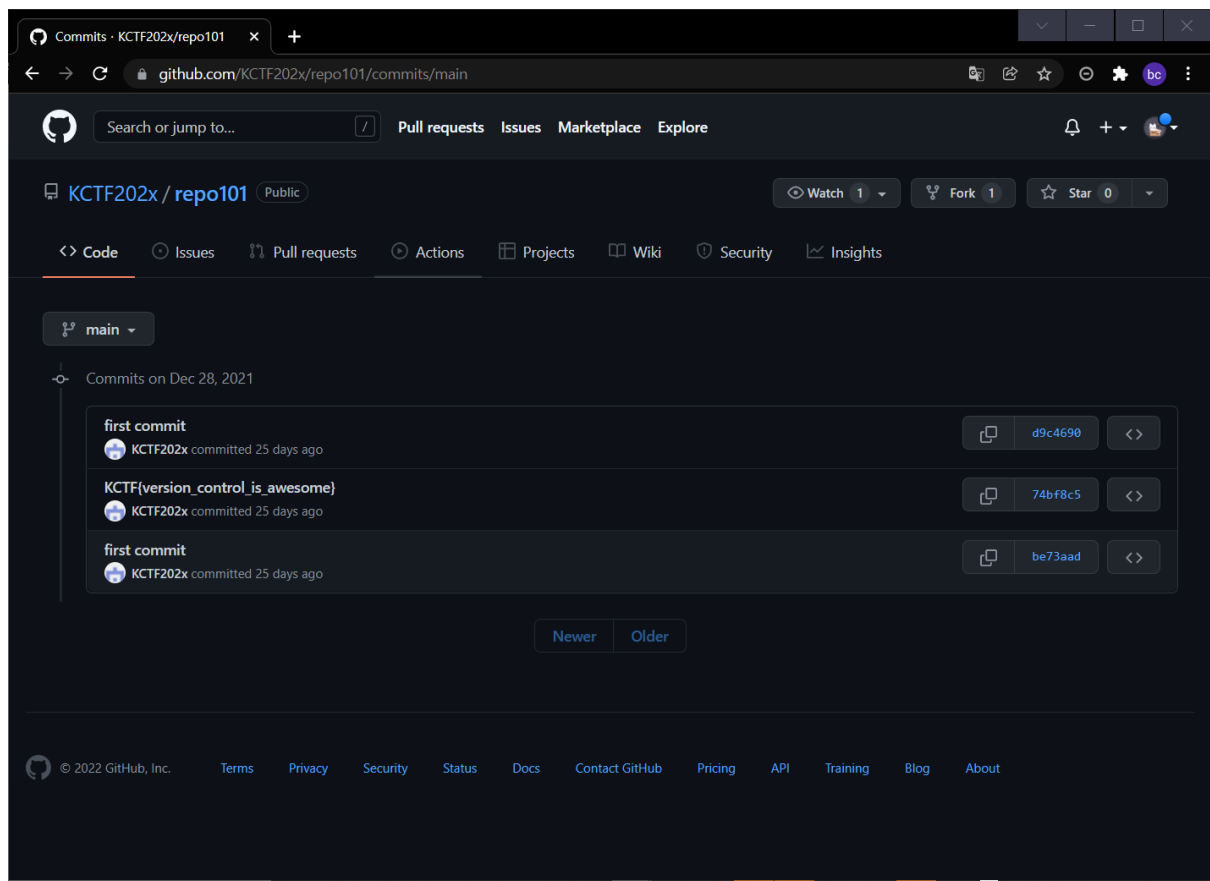 Commits · KCTF202x/repo101
github.com/KCTF202x/repo101/commits/main
bc
Search or jump to... / Pull requests Issues Marketplace Explore
KCTF202x / repo101 Public Watch 1 Fork 1 Star 0
<> Code Issues Pull requests Actions Projects Wiki Security Insights
main
Commits on Dec 28, 2021
first commit
KCTF202x committed 25 days ago
d9c4690
KCTF{version_control_is_awesome}
KCTF202x committed 25 days ago
74bf8c5
first commit
KCTF202x committed 25 days ago
be73aad
Newer Older
© 2022 GitHub, Inc. Terms Privacy Security Status Docs Contact GitHub Pricing API Training Blog About